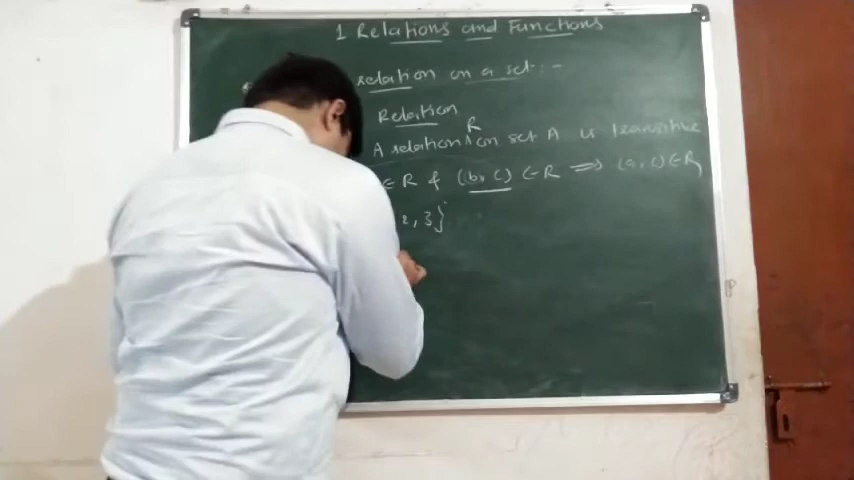 1 Relations and Functions
relation on a set :-
Relation
R
A relation ∧ on set A is transitive
∈ R & (b, c) ∈ R ⟹ (a, c) ∈ R
2, 3}